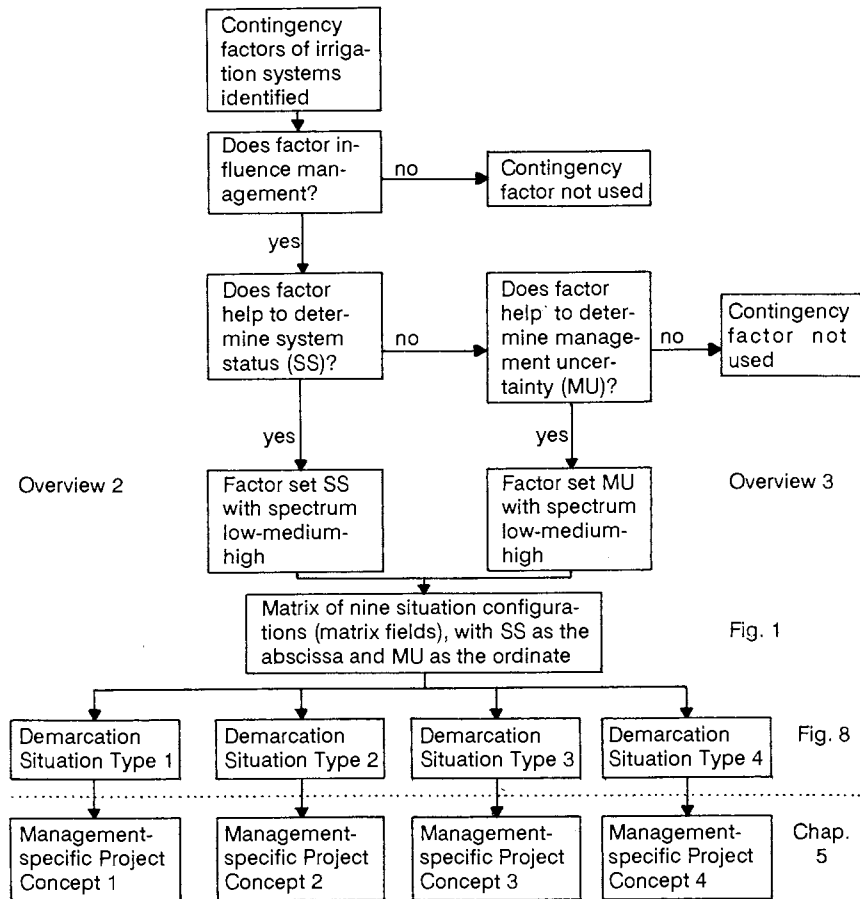 Contingency
factors of irriga-
tion systems
identified
Does factor in-
fluence man-
agement?
no
Contingency
factor not used
yes
Does factor
help to deter-
mine system
status (SS)?
no
Does factor
help to deter-
mine manage-
ment uncer-
tainty (MU)?
no
Contingency
factor not
used
yes
yes
Overview 2
Factor set SS
with spectrum
low-medium-
high
Factor set MU
with spectrum
low-medium-
high
Overview 3
Matrix of nine situation configura-
tions (matrix fields), with SS as the
abscissa and MU as the ordinate
Fig. 1
Demarcation
Situation Type 1
Demarcation
Situation Type 2
Demarcation
Situation Type 3
Demarcation
Situation Type 4
Fig. 8
Management-
specific Project
Concept 1
Management-
specific Project
Concept 2
Management-
specific Project
Concept 3
Management-
specific Project
Concept 4
Chap.
5